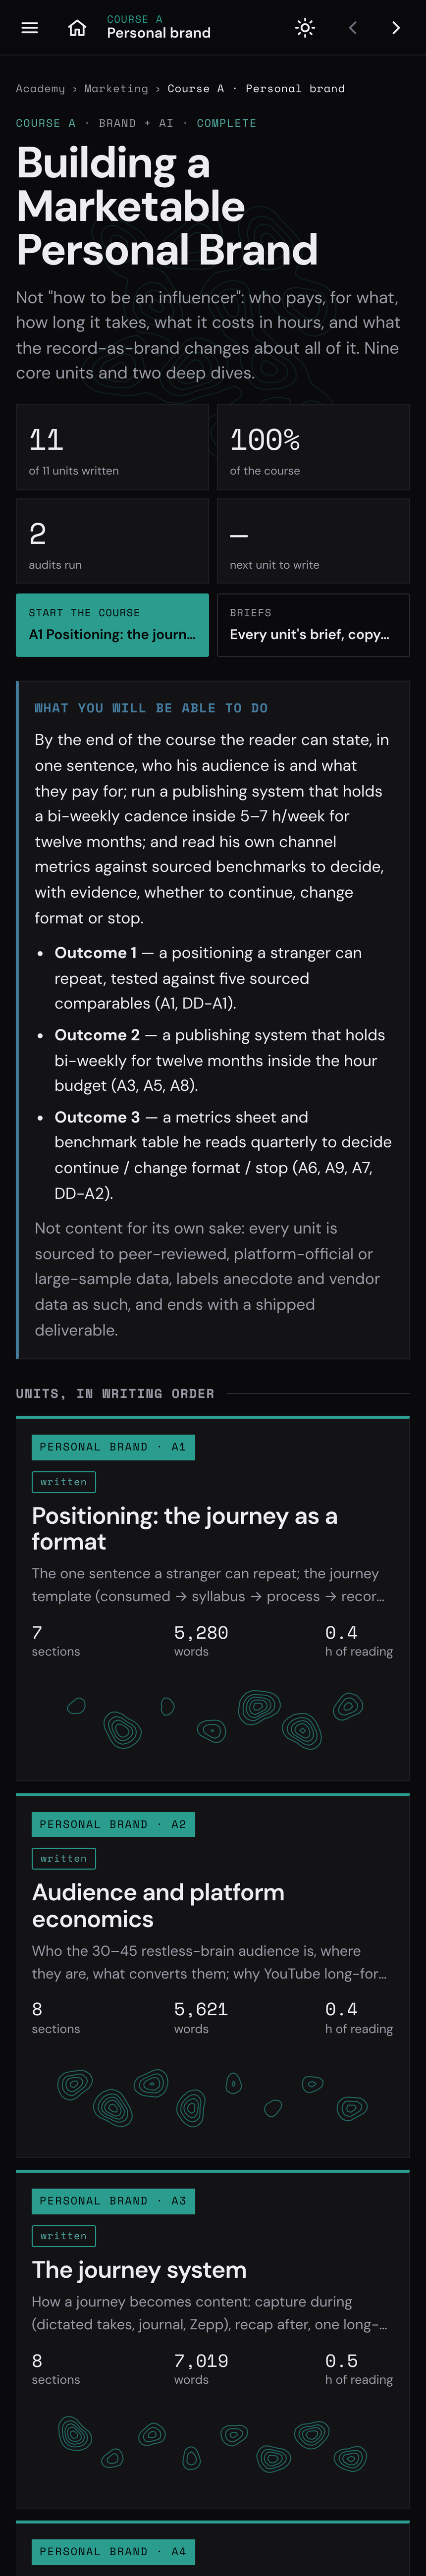 COURSE A
Personal brand
Academy › Marketing › Course A · Personal brand
COURSE A · BRAND + AI · COMPLETE
Building a
Marketable
Personal Brand
Not "how to be an influencer": who pays, for what,
how long it takes, what it costs in hours, and what
the record-as-brand changes about all of it. Nine
core units and two deep dives.
11
of 11 units written
100%
of the course
2
audits run
—
next unit to write
START THE COURSE
A1 Positioning: the journ…
BRIEFS
Every unit's brief, copy…
WHAT YOU WILL BE ABLE TO DO
By the end of the course the reader can state, in
one sentence, who his audience is and what
they pay for; run a publishing system that holds
a bi-weekly cadence inside 5–7 h/week for
twelve months; and read his own channel
metrics against sourced benchmarks to decide,
with evidence, whether to continue, change
format or stop.
• Outcome 1 — a positioning a stranger can
repeat, tested against five sourced
comparables (A1, DD-A1).
• Outcome 2 — a publishing system that holds
bi-weekly for twelve months inside the hour
budget (A3, A5, A8).
• Outcome 3 — a metrics sheet and
benchmark table he reads quarterly to decide
continue / change format / stop (A6, A9, A7,
DD-A2).
Not content for its own sake: every unit is
sourced to peer-reviewed, platform-official or
large-sample data, labels anecdote and vendor
data as such, and ends with a shipped
deliverable.
UNITS, IN WRITING ORDER
PERSONAL BRAND · A1
written
Positioning: the journey as a
format
The one sentence a stranger can repeat; the journey
template (consumed → syllabus → process → recor…
7
sections
5,280
words
0.4
h of reading
PERSONAL BRAND · A2
written
Audience and platform
economics
Who the 30–45 restless-brain audience is, where
they are, what converts them; why YouTube long-for…
8
sections
5,621
words
0.4
h of reading
PERSONAL BRAND · A3
written
The journey system
How a journey becomes content: capture during
(dictated takes, journal, Zepp), recap after, one long-…
8
sections
7,019
words
0.5
h of reading
PERSONAL BRAND · A4